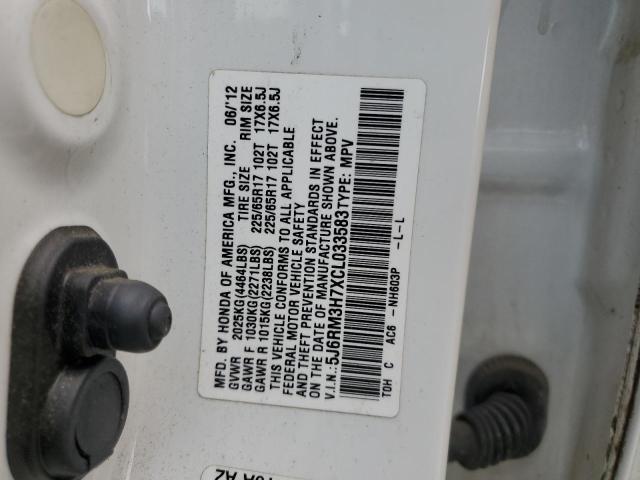 MFD. BY HONDA OF AMERICA MFG., INC. 06/'12
GVWR 2025KG(4464LBS) TIRE SIZE RIM SIZE
GAWR F 1030KG(2271LBS) 225/65R17 102T 17X6.5J
GAWR R 1015KG(2238LBS) 225/65R17 102T 17X6.5J
THIS VEHICLE CONFORMS TO ALL APPLICABLE
FEDERAL MOTOR VEHICLE SAFETY
AND THEFT PREVENTION STANDARDS IN EFFECT
ON THE DATE OF MANUFACTURE SHOWN ABOVE.
V.I.N.:5J6RM3H7XCL033583 TYPE: MPV
TOH C AC6 - NH603P -L-L